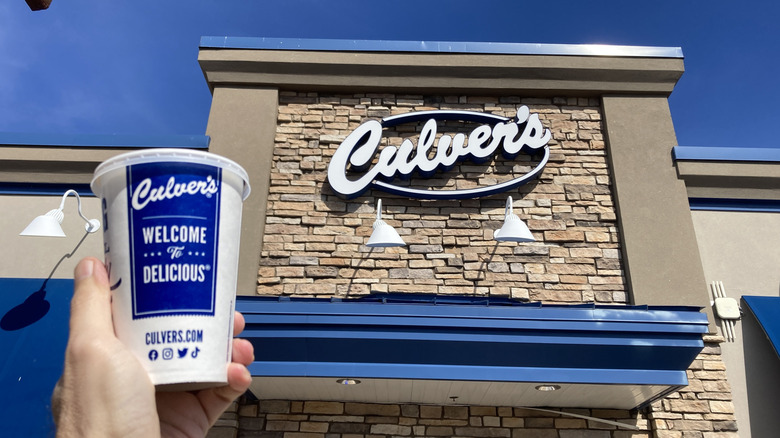 Culver's
Culver's
WELCOME
To
DELICIOUS®
CULVERS.COM